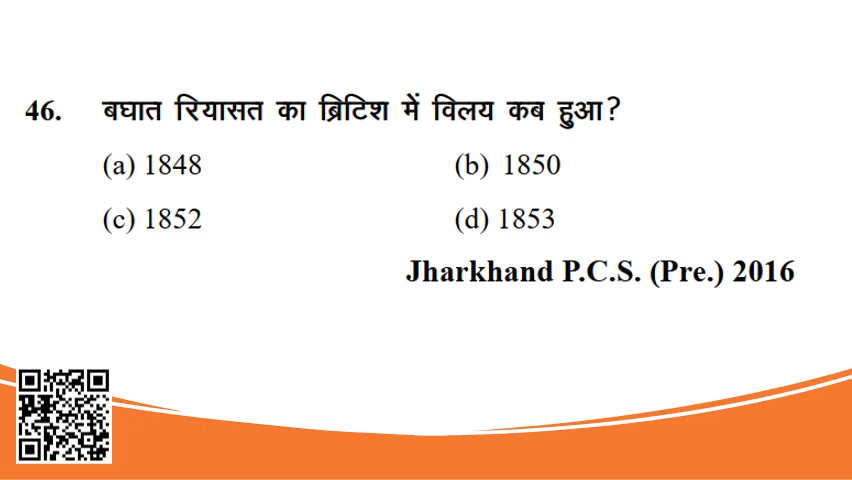 46. बघात रियासत का ब्रिटिश में विलय कब हुआ?
(a) 1848 (b) 1850
(c) 1852 (d) 1853
Jharkhand P.C.S. (Pre.) 2016